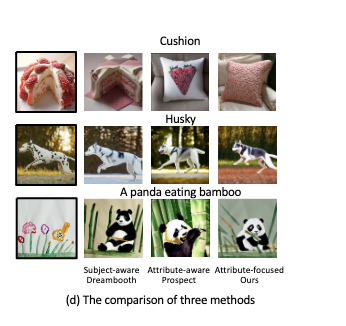 Cushion
Husky
A panda eating bamboo
Subject-aware Attribute-aware Attribute-focused
Dreambooth Prospect Ours
(d) The comparison of three methods